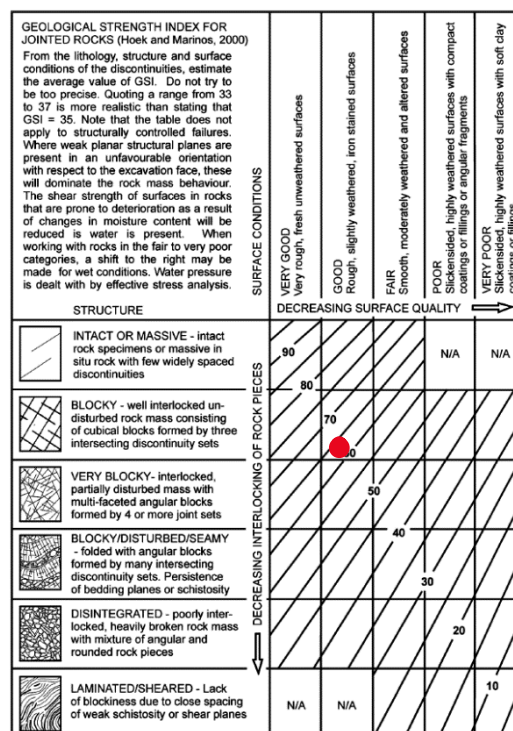 GEOLOGICAL STRENGTH INDEX FOR
JOINTED ROCKS (Hoek and Marinos, 2000)
From the lithology, structure and surface
conditions of the discontinuities, estimate
the average value of GSI. Do not try to
be too precise. Quoting a range from 33
to 37 is more realistic than stating that
GSI = 35. Note that the table does not
apply to structurally controlled failures.
Where weak planar structural planes are
present in an unfavourable orientation
with respect to the excavation face, these
will dominate the rock mass behaviour.
The shear strength of surfaces in rocks
that are prone to deterioration as a result
of changes in moisture content will be
reduced is water is present. When
working with rocks in the fair to very poor
categories, a shift to the right may be
made for wet conditions. Water pressure
is dealt with by effective stress analysis.
STRUCTURE
SURFACE CONDITIONS
VERY GOOD
Very rough, fresh unweathered surfaces
GOOD
Rough, slightly weathered, iron stained surfaces
FAIR
Smooth, moderately weathered and altered surfaces
POOR
Slickensided, highly weathered surfaces with compact
coatings or fillings or angular fragments
VERY POOR
Slickensided, highly weathered surfaces with soft clay
coatings or fillings
DECREASING SURFACE QUALITY
DECREASING INTERLOCKING OF ROCK PIECES
INTACT OR MASSIVE - intact
rock specimens or massive in
situ rock with few widely spaced
discontinuities
90
80
N/A
N/A
BLOCKY - well interlocked un-
disturbed rock mass consisting
of cubical blocks formed by three
intersecting discontinuity sets
70
VERY BLOCKY- interlocked,
partially disturbed mass with
multi-faceted angular blocks
formed by 4 or more joint sets
50
BLOCKY/DISTURBED/SEAMY
- folded with angular blocks
formed by many intersecting
discontinuity sets. Persistence
of bedding planes or schistosity
40
30
DISINTEGRATED - poorly inter-
locked, heavily broken rock mass
with mixture of angular and
rounded rock pieces
20
LAMINATED/SHEARED - Lack
of blockiness due to close spacing
of weak schistosity or shear planes
N/A
N/A
10